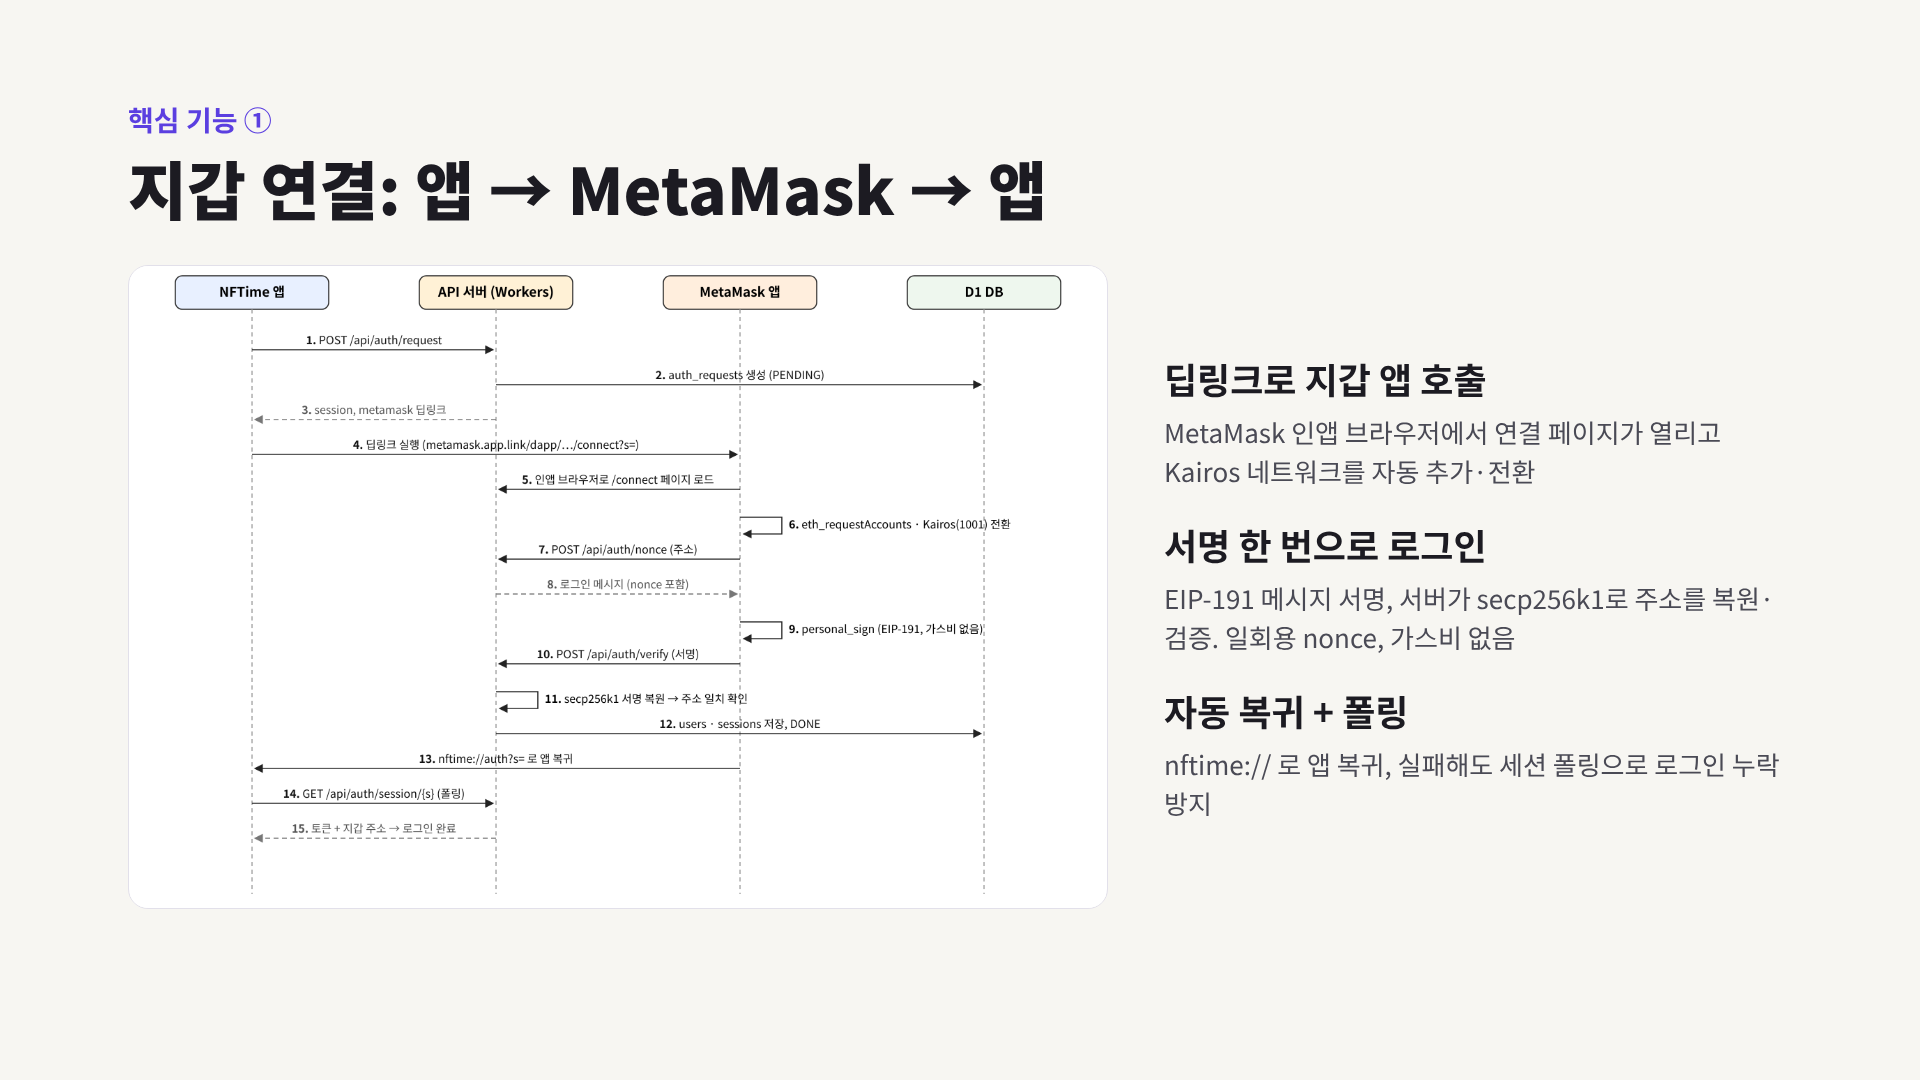 핵심 기능 ①
지갑 연결: 앱 → MetaMask → 앱
NFTime 앱
API 서버 (Workers)
MetaMask 앱
D1 DB
1. POST /api/auth/request
2. auth_requests 생성 (PENDING)
3. session, metamask 딥링크
4. 딥링크 실행 (metamask.app.link/dapp/…/connect?s=)
5. 인앱 브라우저로 /connect 페이지 로드
6. eth_requestAccounts · Kairos(1001) 전환
7. POST /api/auth/nonce (주소)
8. 로그인 메시지 (nonce 포함)
9. personal_sign (EIP-191, 가스비 없음)
10. POST /api/auth/verify (서명)
11. secp256k1 서명 복원 → 주소 일치 확인
12. users · sessions 저장, DONE
13. nftime://auth?s= 로 앱 복귀
14. GET /api/auth/session/{s} (폴링)
15. 토큰 + 지갑 주소 → 로그인 완료
딥링크로 지갑 앱 호출
MetaMask 인앱 브라우저에서 연결 페이지가 열리고
Kairos 네트워크를 자동 추가·전환
서명 한 번으로 로그인
EIP-191 메시지 서명, 서버가 secp256k1로 주소를 복원·
검증. 일회용 nonce, 가스비 없음
자동 복귀 + 폴링
nftime:// 로 앱 복귀, 실패해도 세션 폴링으로 로그인 누락
방지